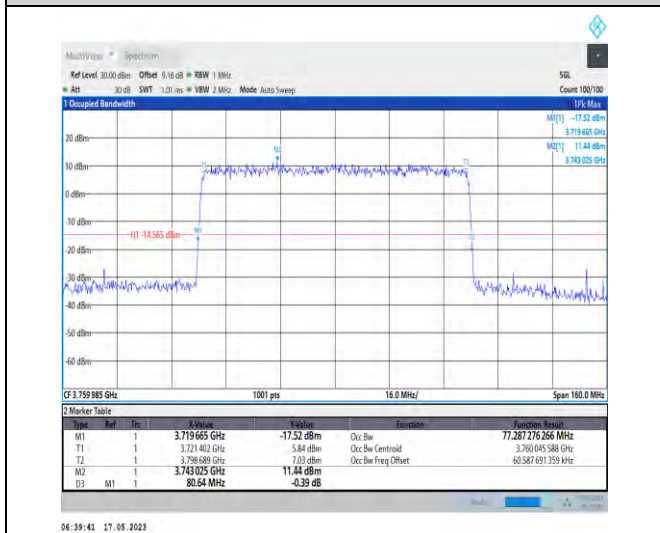 MultiView Spectrum
Ref Level 30.00 dBm Offset 9.16 dB RBW 1 MHz SGL
Att 30 dB SWT 1.01 ms VBW 2 MHz Mode Auto Sweep Count 100/100
1 Occupied Bandwidth 1Pk Max
M1[1] -17.52 dBm
3.719 665 GHz
20 dBm M2[1] 11.44 dBm
3.743 025 GHz
M2
T1 T2
10 dBm
0 dBm
-10 dBm
H1 -14.565 dBm M1 D3
-20 dBm
-30 dBm
-40 dBm
-50 dBm
-60 dBm
CF 3.759 985 GHz 1001 pts 16.0 MHz/ Span 160.0 MHz
2 Marker Table
Type Ref Trc X-Value Y-Value Function Function Result
M1 1 3.719 665 GHz -17.52 dBm Occ Bw 77.287 276 266 MHz
T1 1 3.721 402 GHz 5.84 dBm Occ Bw Centroid 3.760 045 588 GHz
T2 1 3.798 689 GHz 7.03 dBm Occ Bw Freq Offset 60.587 691 359 kHz
M2 1 3.743 025 GHz 11.44 dBm
D3 M1 1 80.64 MHz -0.39 dB
06:39:41 17.05.2023